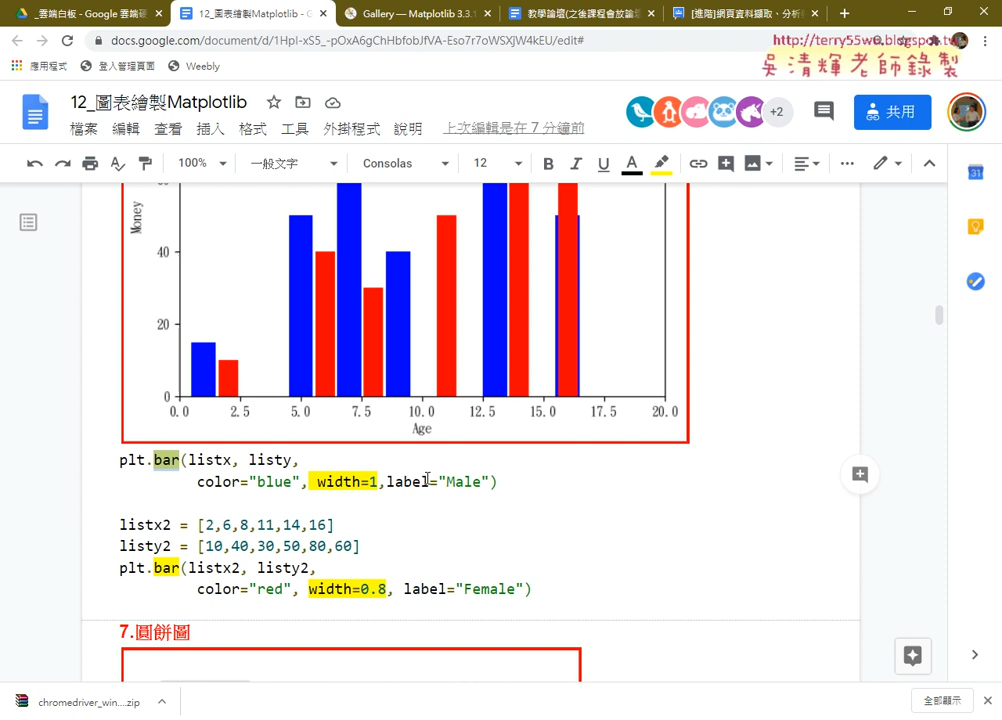 _雲端白板 - Google 雲端硬
12_圖表繪製Matplotlib - G
Gallery — Matplotlib 3.3.
教學論壇(之後課程會放論壇
[進階]網頁資料擷取、分析
docs.google.com/document/d/1HpI-xS5_-pOxA6gChHbfobJfVA-Eso7r7oWSXJW4kEU/edit#
http://terry55wu.blogspot.tw
應用程式
登入管理頁面
Weebly
吳清輝老師錄製
12_圖表繪製Matplotlib
+2
共用
檔案 編輯 查看 插入 格式 工具 外掛程式 說明 上次編輯是在 7 分鐘前
100% 一般文字 Consolas 12 B I U A
31
Money
40
20
0
0.0 2.5 5.0 7.5 10.0 12.5 15.0 17.5 20.0
Age
plt.bar(listx, listy,
color="blue", width=1,label="Male")
listx2 = [2,6,8,11,14,16]
listy2 = [10,40,30,50,80,60]
plt.bar(listx2, listy2,
color="red", width=0.8, label="Female")
7.圓餅圖
chromedriver_win....zip
全部顯示